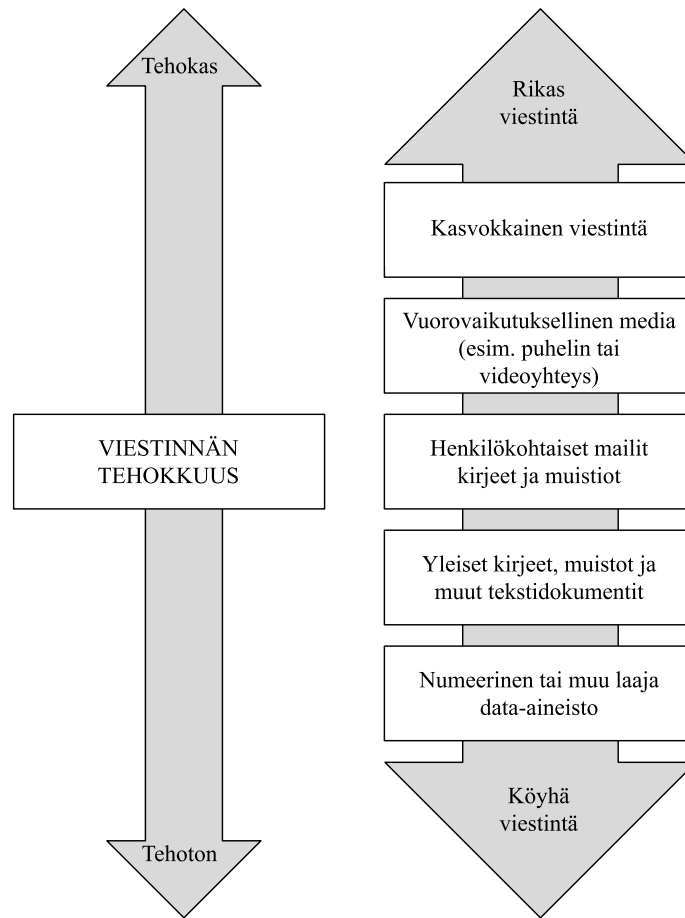 Tehokas
VIESTINNÄN
TEHOKKUUS
Tehoton
Rikas
viestintä
Kasvokkainen viestintä
Vuorovaikutuksellinen media
(esim. puhelin tai
videoyhteys)
Henkilökohtaiset mailit
kirjeet ja muistiot
Yleiset kirjeet, muistot ja
muut tekstidokumentit
Numeerinen tai muu laaja
data-aineisto
Köyhä
viestintä